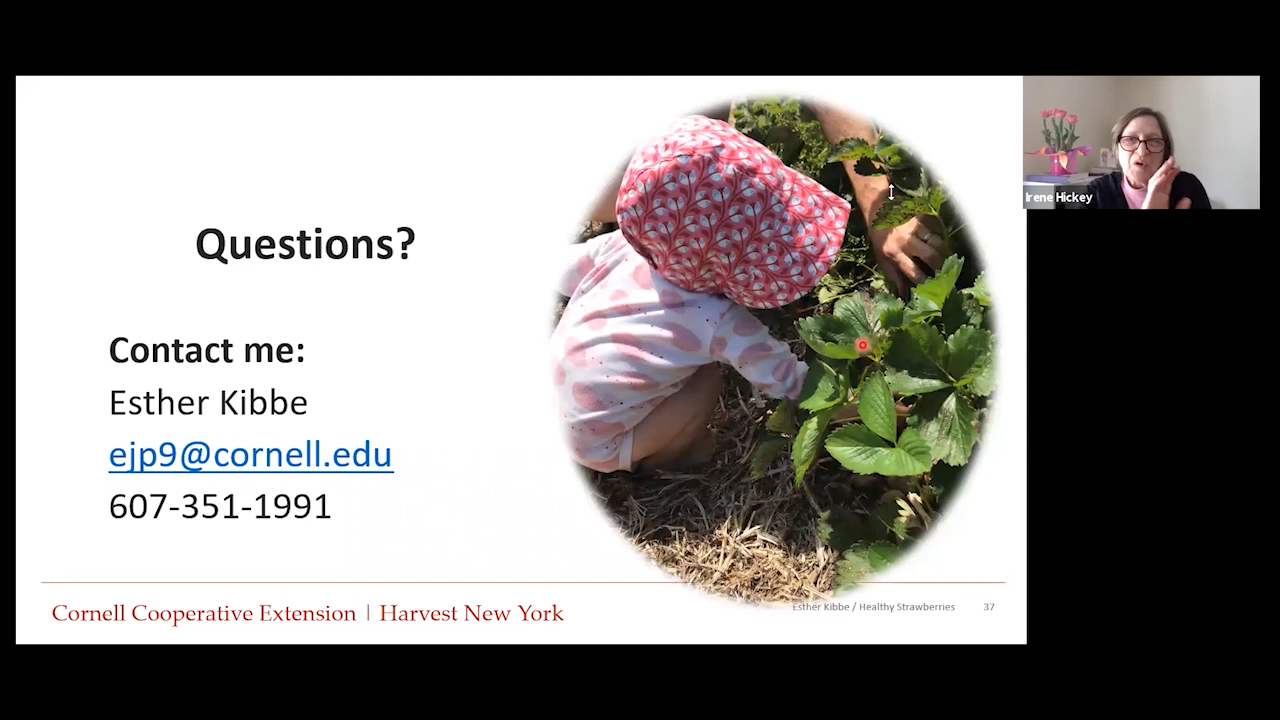 Questions?
Contact me:
Esther Kibbe
ejp9@cornell.edu
607-351-1991
Cornell Cooperative Extension | Harvest New York
Esther Kibbe / Healthy Strawberries 37
Irene Hickey